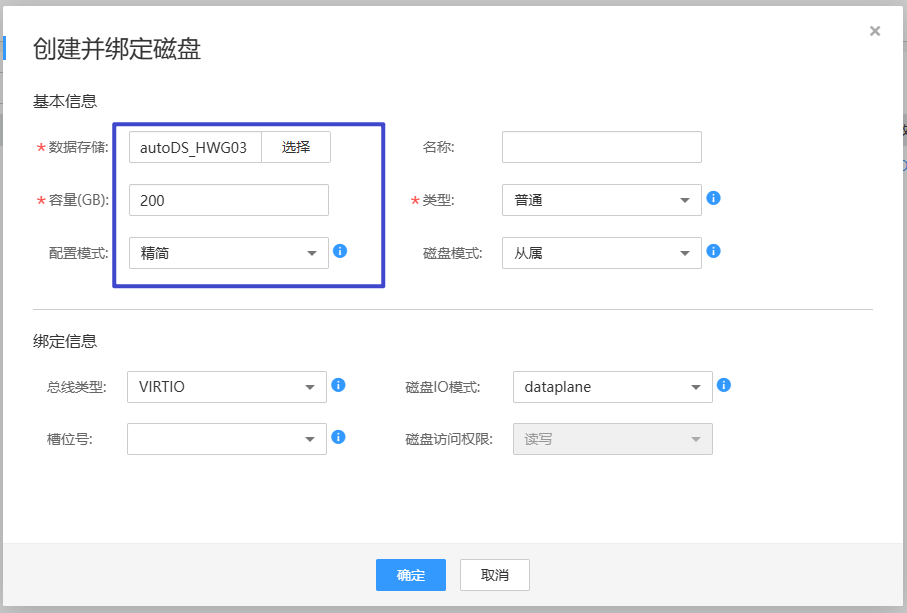 创建并绑定磁盘
×
基本信息
* 数据存储: autoDS_HWG03 选择 名称:
* 容量(GB): 200 * 类型: 普通
配置模式: 精简 磁盘模式: 从属
绑定信息
总线类型: VIRTIO 磁盘IO模式: dataplane
槽位号: 磁盘访问权限: 读写
确定 取消